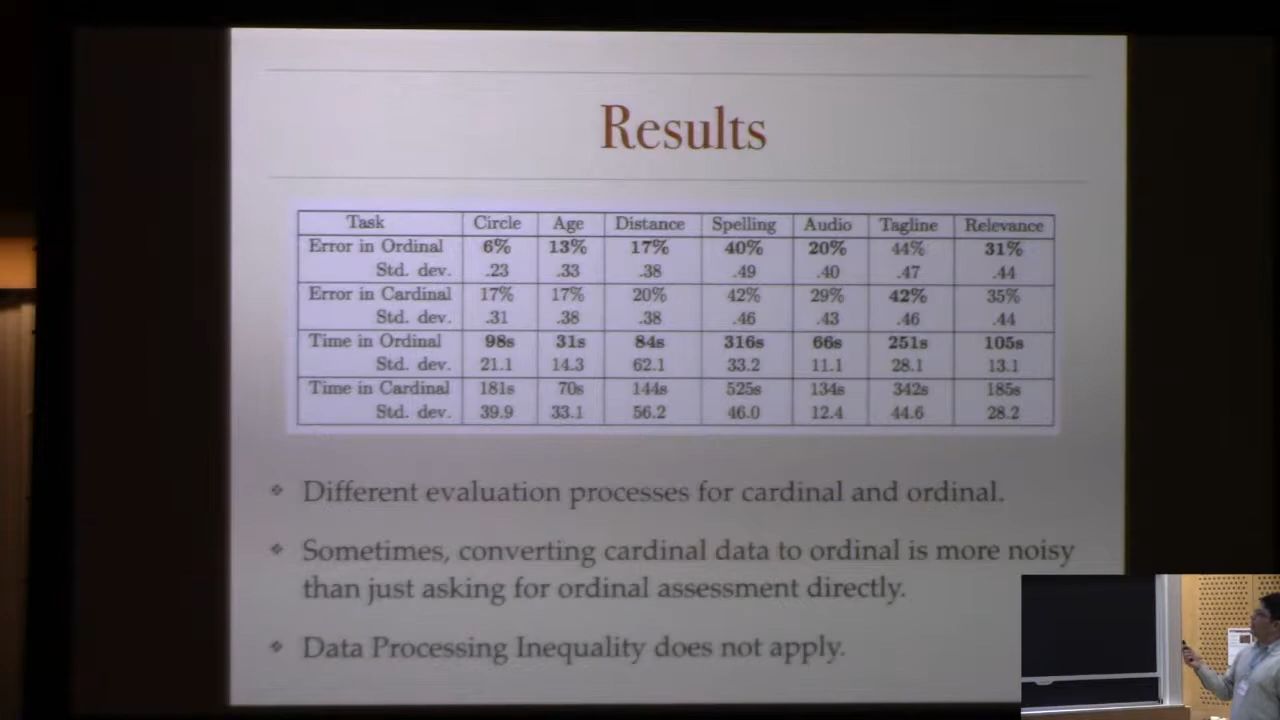 Results
Task Circle Age Distance Spelling Audio Tagline Relevance
Error in Ordinal 6% 13% 17% 40% 20% 44% 31%
Std. dev. .23 .33 .38 .49 .40 .47 .44
Error in Cardinal 17% 17% 20% 42% 29% 42% 35%
Std. dev. .31 .38 .38 .46 .43 .46 .44
Time in Ordinal 98s 31s 84s 316s 66s 251s 105s
Std. dev. 21.1 14.3 62.1 33.2 11.1 28.1 13.1
Time in Cardinal 181s 70s 144s 525s 134s 342s 185s
Std. dev. 39.9 33.1 56.2 46.0 12.4 44.6 28.2
Different evaluation processes for cardinal and ordinal.
Sometimes, converting cardinal data to ordinal is more noisy
than just asking for ordinal assessment directly.
Data Processing Inequality does not apply.